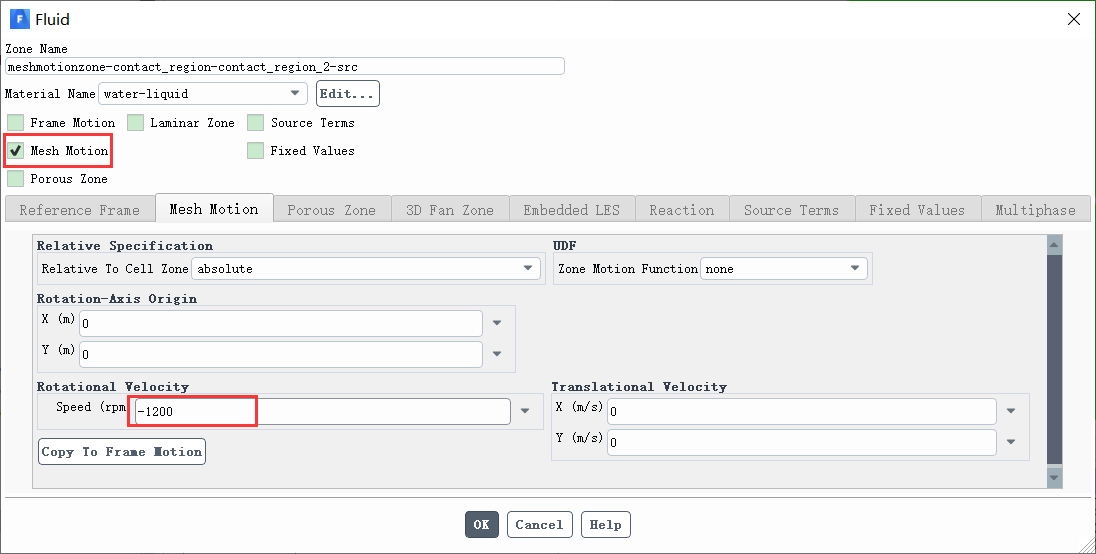 Fluid
Zone Name
meshmotionzone-contact_region-contact_region_2-src
Material Name water-liquid Edit...
Frame Motion Laminar Zone Source Terms
Mesh Motion Fixed Values
Porous Zone
Reference Frame Mesh Motion Porous Zone 3D Fan Zone Embedded LES Reaction Source Terms Fixed Values Multiphase
Relative Specification UDF
Relative To Cell Zone absolute Zone Motion Function none
Rotation-Axis Origin
X (m) 0
Y (m) 0
Rotational Velocity Translational Velocity
Speed (rpm -1200 X (m/s) 0
Y (m/s) 0
Copy To Frame Motion
OK Cancel Help